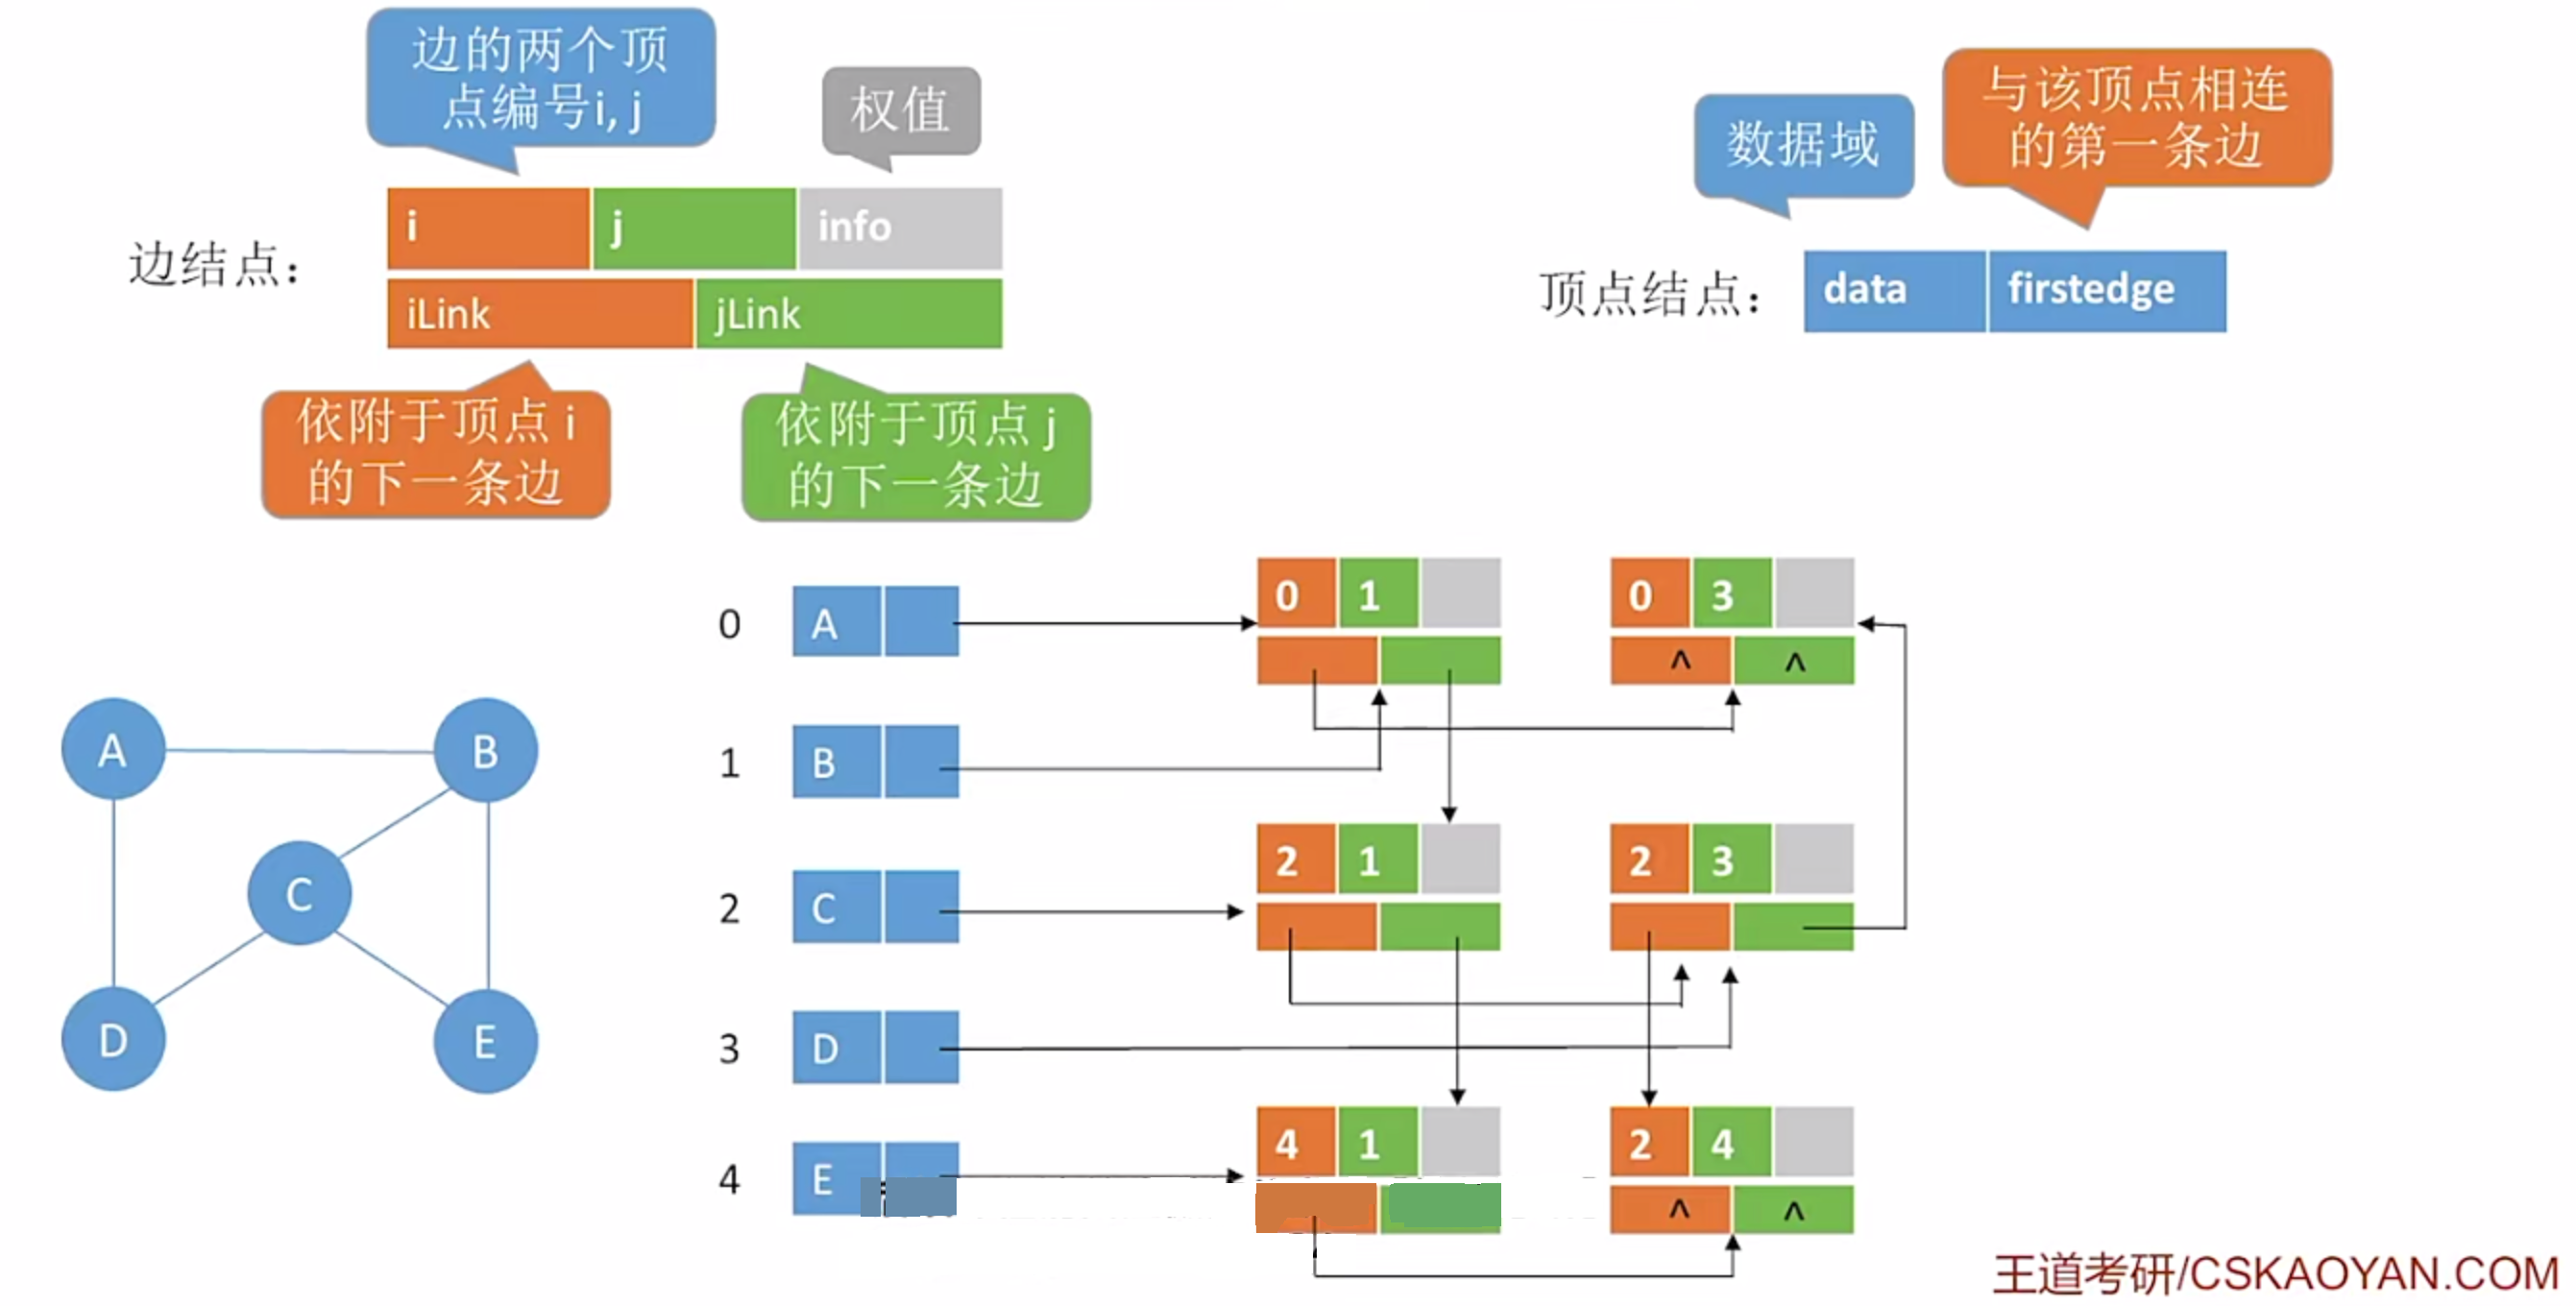 边的两个顶
点编号i, j
权值
数据域
与该顶点相连
的第一条边
边结点：
i j info
iLink jLink
顶点结点：
data firstedge
依附于顶点 i
的下一条边
依附于顶点 j
的下一条边
0 A 0 1 0 3
^ ^
1 B
2 C 2 1 2 3
3 D
4 E 4 1 2 4
^ ^
A B
C
D E
王道考研/CSKAOYAN.COM